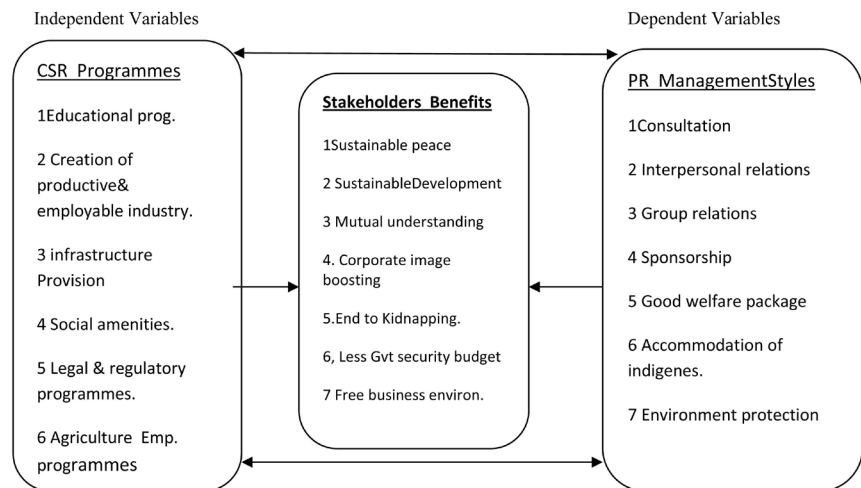 Independent Variables
Dependent Variables
CSR Programmes
1Educational prog.
2 Creation of
productive&
employable industry.
3 infrastructure
Provision
4 Social amenities.
5 Legal & regulatory
programmes.
6 Agriculture Emp.
programmes
Stakeholders Benefits
1Sustainable peace
2 SustainableDevelopment
3 Mutual understanding
4. Corporate image
boosting
5.End to Kidnapping.
6, Less Gvt security budget
7 Free business environ.
PR ManagementStyles
1Consultation
2 Interpersonal relations
3 Group relations
4 Sponsorship
5 Good welfare package
6 Accommodation of
indigenes.
7 Environment protection